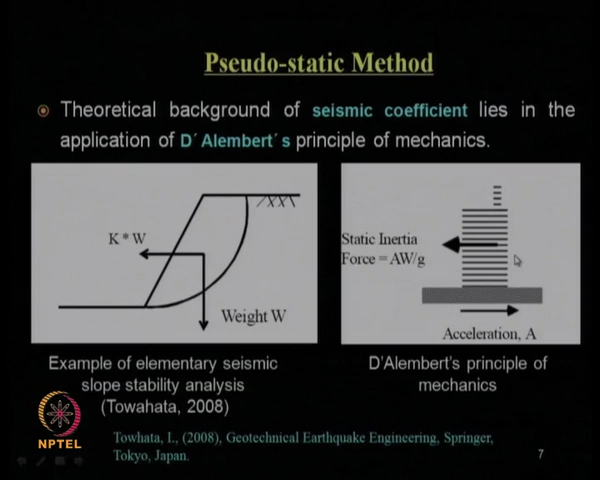 Pseudo-static Method
Theoretical background of seismic coefficient lies in the
application of D´Alembert´s principle of mechanics.
K*W
Weight W
Static Inertia
Force = AW/g
Acceleration, A
Example of elementary seismic
slope stability analysis
(Towahata, 2008)
D'Alembert's principle of
mechanics
NPTEL
Towhata, I., (2008), Geotechnical Earthquake Engineering, Springer,
Tokyo, Japan.
7